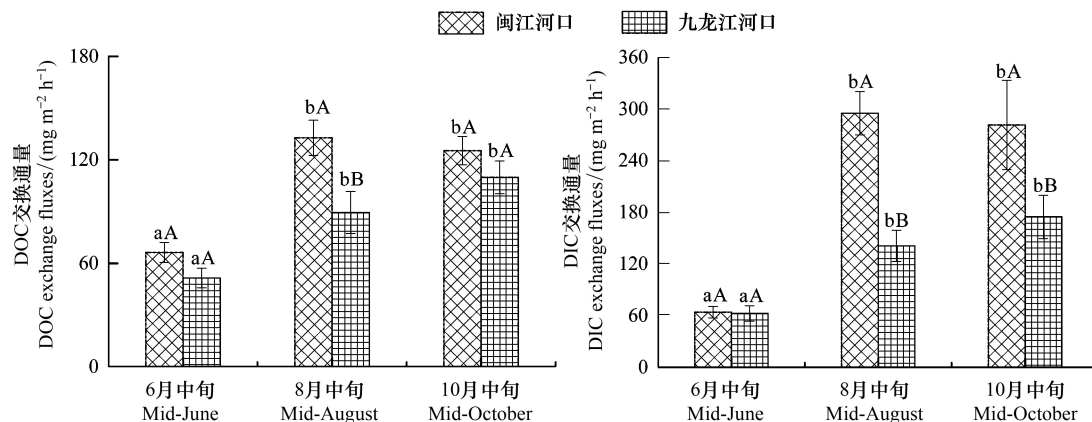 闽江河口
九龙江河口
DOC交换通量
DOC exchange fluxes/(mg m⁻² h⁻¹)
180
120
60
0
aA
aA
bA
bB
bA
bA
6月中旬
Mid-June
8月中旬
Mid-August
10月中旬
Mid-October
DIC交换通量
DIC exchange fluxes/(mg m⁻² h⁻¹)
360
300
240
180
120
60
0
aA
aA
bA
bB
bA
bB
6月中旬
Mid-June
8月中旬
Mid-August
10月中旬
Mid-October